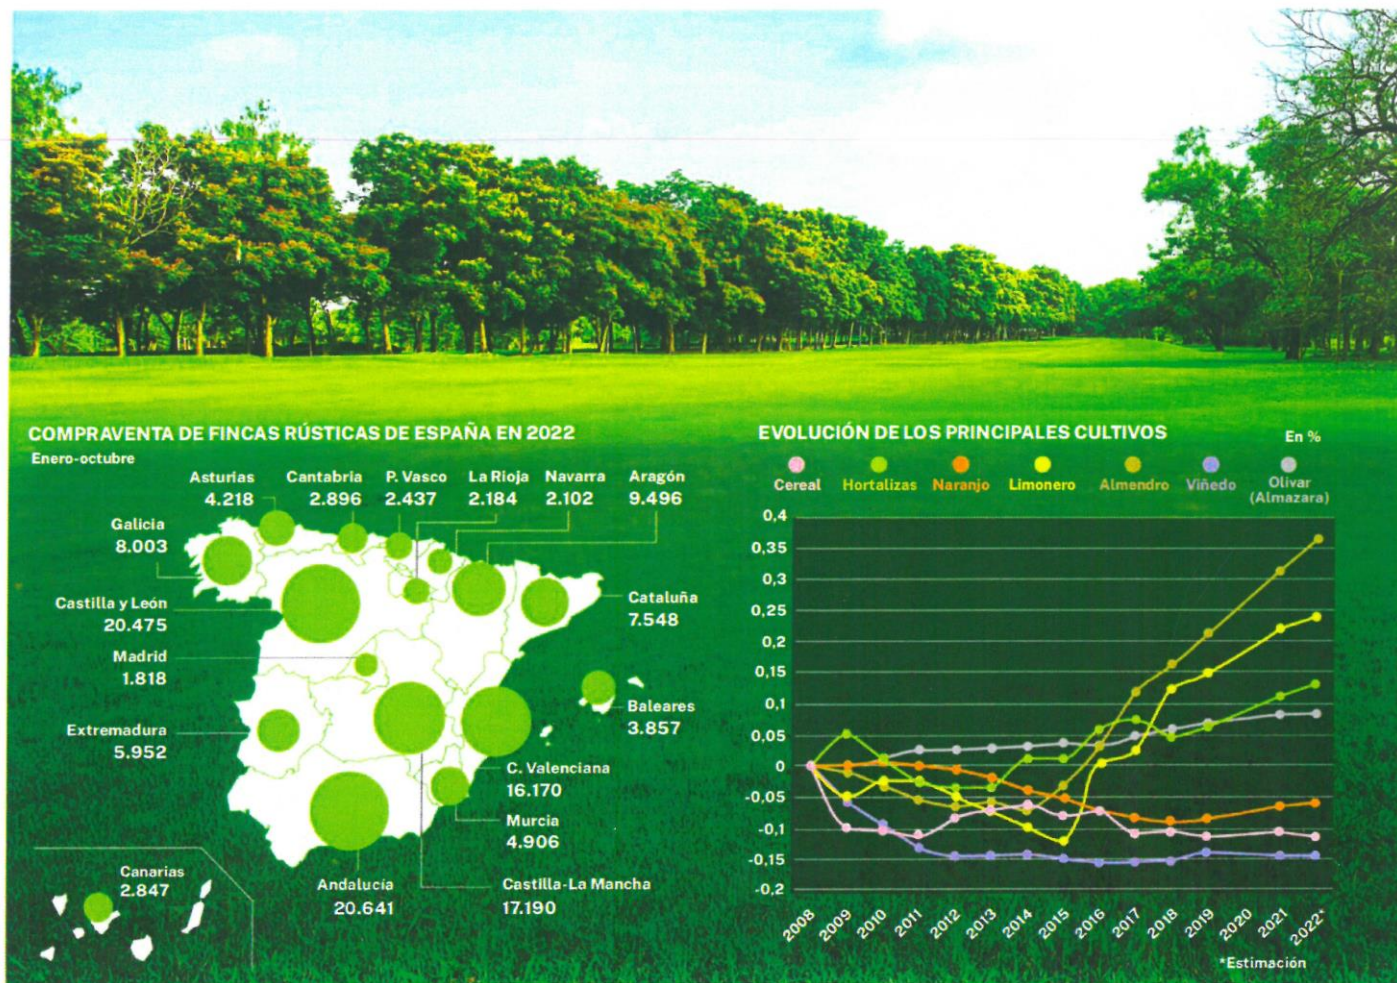 COMPRAVENTA DE FINCAS RÚSTICAS DE ESPAÑA EN 2022
Enero-octubre
Asturias
4.218
Cantabria
2.896
P. Vasco
2.437
La Rioja
2.184
Navarra
2.102
Aragón
9.496
Galicia
8.003
Castilla y León
20.475
Cataluña
7.548
Madrid
1.818
Baleares
3.857
Extremadura
5.952
C. Valenciana
16.170
Murcia
4.906
Canarias
2.847
Andalucía
20.641
Castilla-La Mancha
17.190
EVOLUCIÓN DE LOS PRINCIPALES CULTIVOS
En %
Cereal
Hortalizas
Naranjo
Limonero
Almendro
Viñedo
Olivar
(Almazara)
0,4
0,35
0,3
0,25
0,2
0,15
0,1
0,05
0
-0,05
-0,1
-0,15
-0,2
2008
2009
2010
2011
2012
2013
2014
2015
2016
2017
2018
2019
2020
2021
2022*
*Estimación